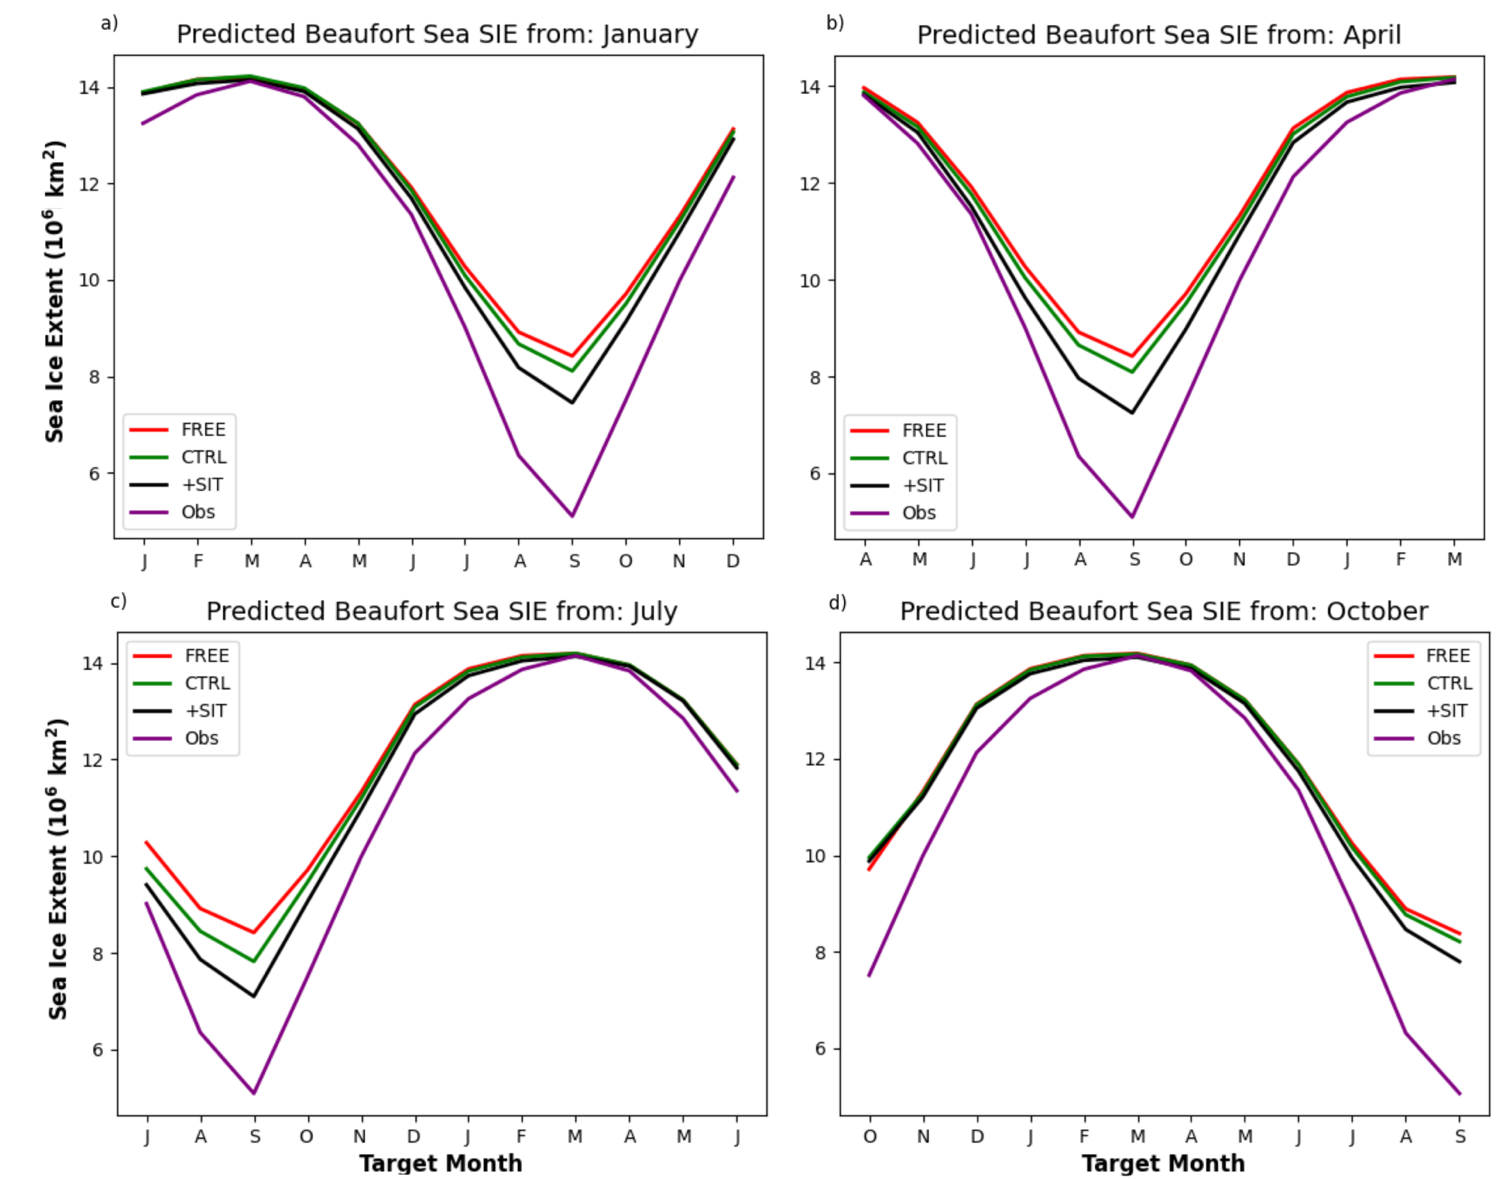 a)
Predicted Beaufort Sea SIE from: January
Sea Ice Extent (10⁶ km²)
14
12
10
8
6
FREE
CTRL
+SIT
Obs
J F M A M J J A S O N D
b)
Predicted Beaufort Sea SIE from: April
14
12
10
8
6
FREE
CTRL
+SIT
Obs
A M J J A S O N D J F M
c)
Predicted Beaufort Sea SIE from: July
Sea Ice Extent (10⁶ km²)
14
12
10
8
6
FREE
CTRL
+SIT
Obs
J A S O N D J F M A M J
Target Month
d)
Predicted Beaufort Sea SIE from: October
14
12
10
8
6
FREE
CTRL
+SIT
Obs
O N D J F M A M J J A S
Target Month